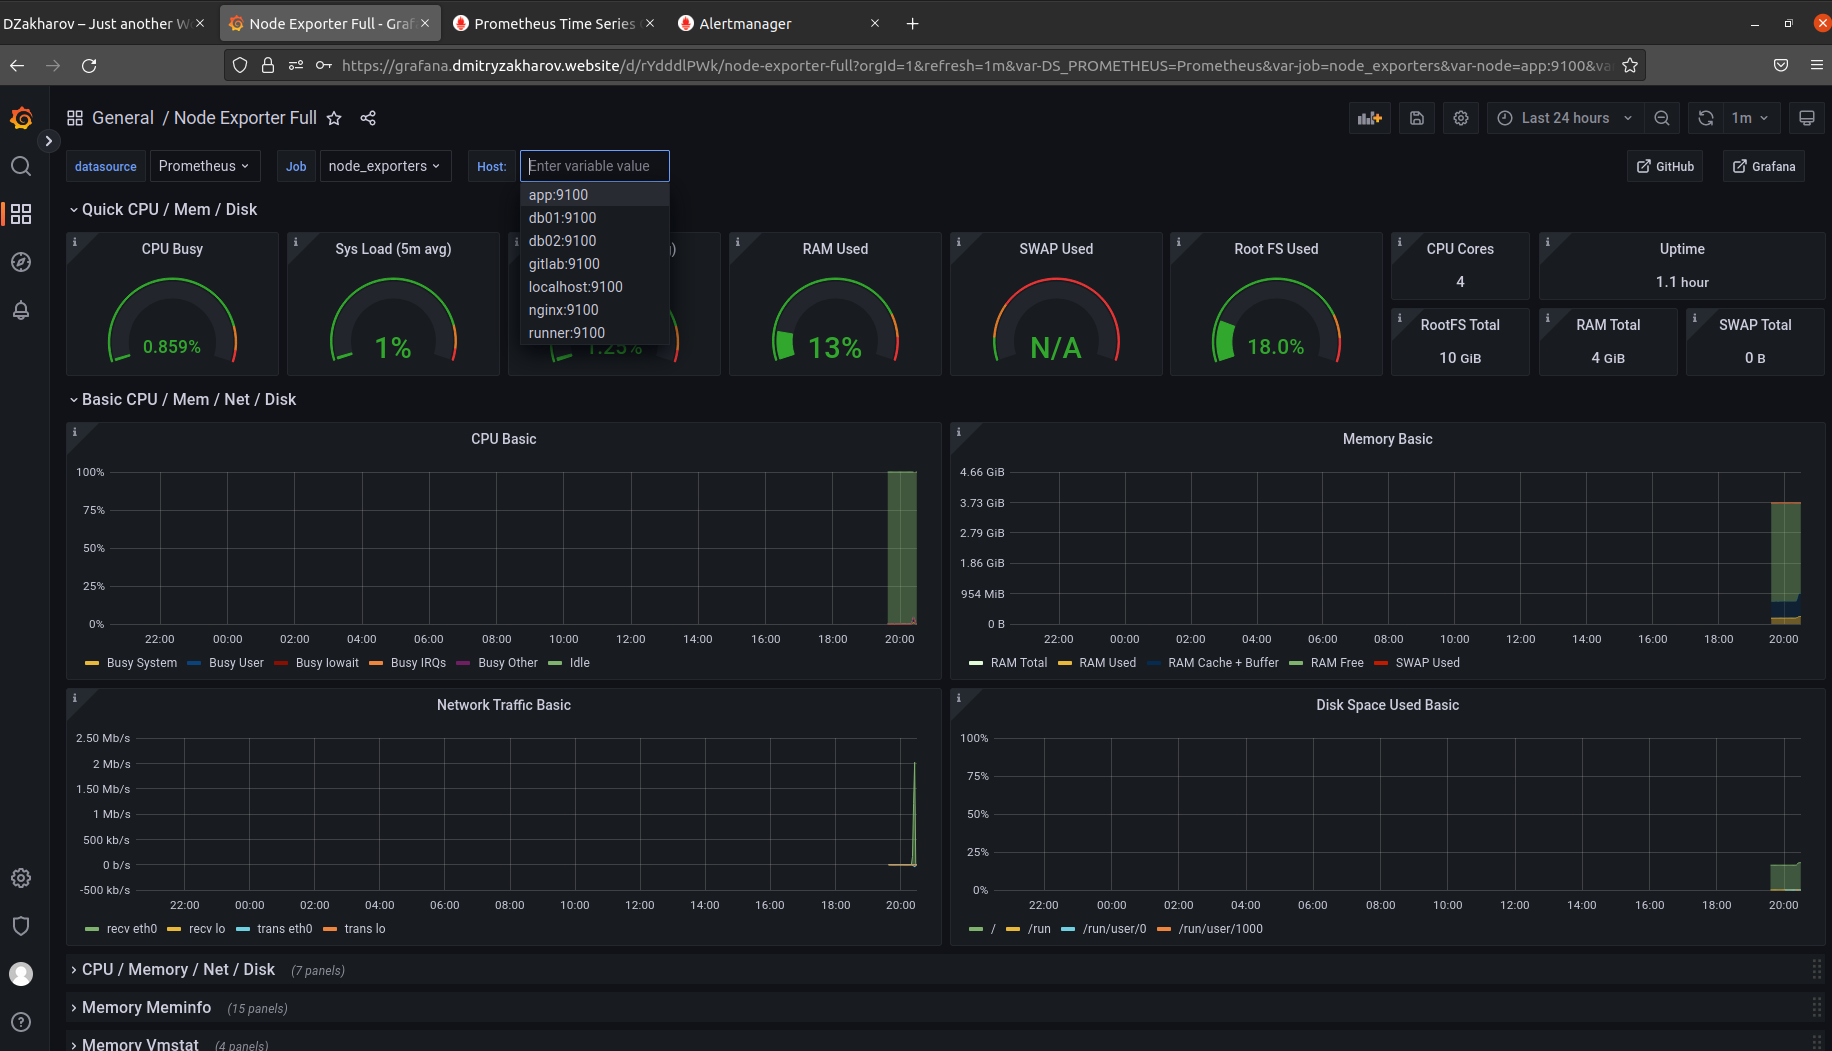 DZakharov – Just another W
Node Exporter Full - Graf
Prometheus Time Series
Alertmanager
https://grafana.dmitryzakharov.website/d/rYdddlPWk/node-exporter-full?orgId=1&refresh=1m&var-DS_PROMETHEUS=Prometheus&var-job=node_exporters&var-node=app:9100&va
General / Node Exporter Full
Last 24 hours
1m
datasource Prometheus
Job node_exporters
Host: Enter variable value
GitHub
Grafana
app:9100
db01:9100
db02:9100
gitlab:9100
localhost:9100
nginx:9100
runner:9100
Quick CPU / Mem / Disk
CPU Busy
0.859%
Sys Load (5m avg)
1%
)
1.25%
RAM Used
13%
SWAP Used
N/A
Root FS Used
18.0%
CPU Cores
4
Uptime
1.1 hour
RootFS Total
10 GiB
RAM Total
4 GiB
SWAP Total
0 B
Basic CPU / Mem / Net / Disk
CPU Basic
100%
75%
50%
25%
0%
22:00 00:00 02:00 04:00 06:00 08:00 10:00 12:00 14:00 16:00 18:00 20:00
Busy System Busy User Busy Iowait Busy IRQs Busy Other Idle
Memory Basic
4.66 GiB
3.73 GiB
2.79 GiB
1.86 GiB
954 MiB
0 B
22:00 00:00 02:00 04:00 06:00 08:00 10:00 12:00 14:00 16:00 18:00 20:00
RAM Total RAM Used RAM Cache + Buffer RAM Free SWAP Used
Network Traffic Basic
2.50 Mb/s
2 Mb/s
1.50 Mb/s
1 Mb/s
500 kb/s
0 b/s
-500 kb/s
22:00 00:00 02:00 04:00 06:00 08:00 10:00 12:00 14:00 16:00 18:00 20:00
recv eth0 recv lo trans eth0 trans lo
Disk Space Used Basic
100%
75%
50%
25%
0%
22:00 00:00 02:00 04:00 06:00 08:00 10:00 12:00 14:00 16:00 18:00 20:00
/ /run /run/user/0 /run/user/1000
CPU / Memory / Net / Disk (7 panels)
Memory Meminfo (15 panels)
Memory Vmstat (4 panels)